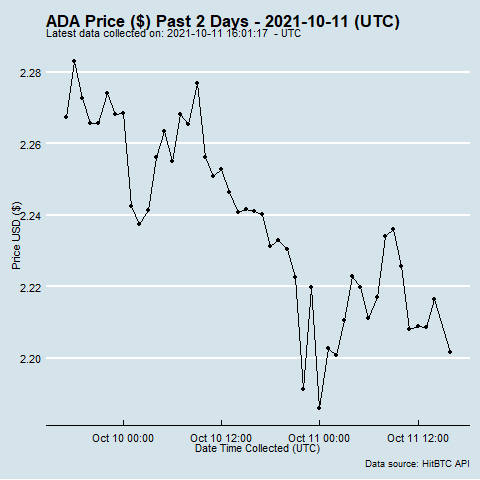 ADA Price ($) Past 2 Days - 2021-10-11 (UTC)
Latest data collected on: 2021-10-11 16:01:17 - UTC
2.28
2.26
2.24
2.22
2.20
Price USD ($)
Oct 10 00:00 Oct 10 12:00 Oct 11 00:00 Oct 11 12:00
Date Time Collected (UTC)
Data source: HitBTC API